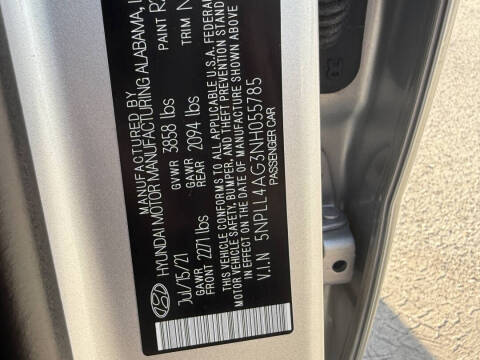 MANUFACTURED BY
HYUNDAI MOTOR MANUFACTURING ALABAMA,
PAINT
Jul/15/21 GVWR 3858 lbs
TRIM
GAWR GAWR
FRONT 2271 lbs REAR 2094 lbs
THIS VEHICLE CONFORMS TO ALL APPLICABLE U.S.A. FEDERAL
MOTOR VEHICLE SAFETY, BUMPER, AND THEFT PREVENTION STAND
IN EFFECT ON THE DATE OF MANUFACTURE SHOWN ABOVE
V.I.N 5NPLL4AG3NH055785
PASSENGER CAR